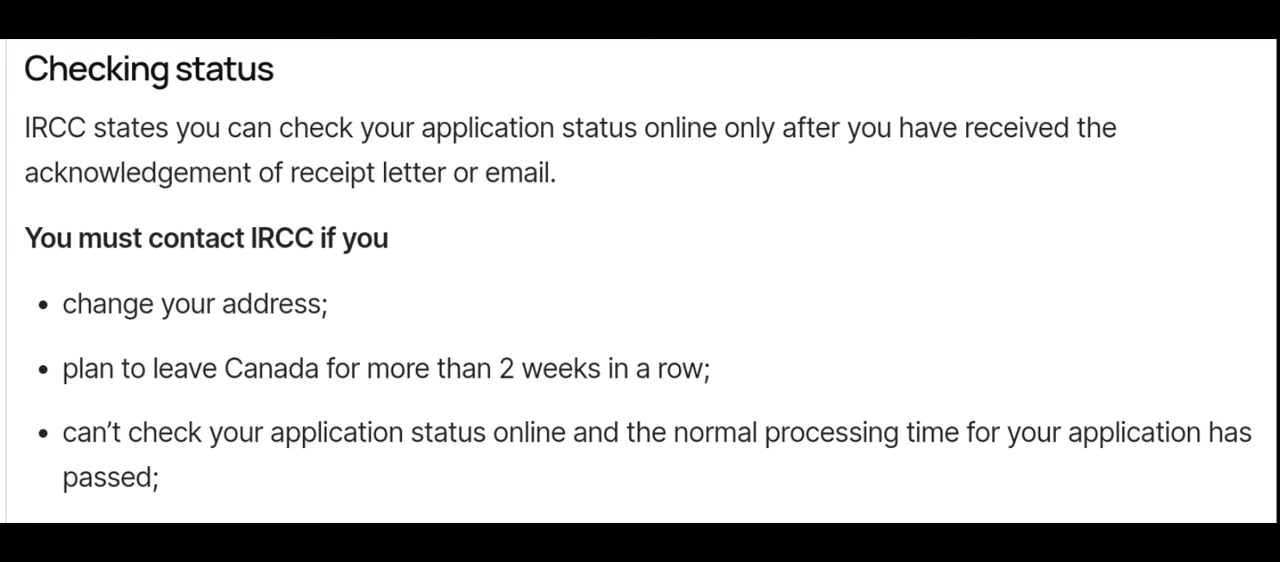 Checking status
IRCC states you can check your application status online only after you have received the
acknowledgement of receipt letter or email.
You must contact IRCC if you
• change your address;
• plan to leave Canada for more than 2 weeks in a row;
• can’t check your application status online and the normal processing time for your application has
passed;